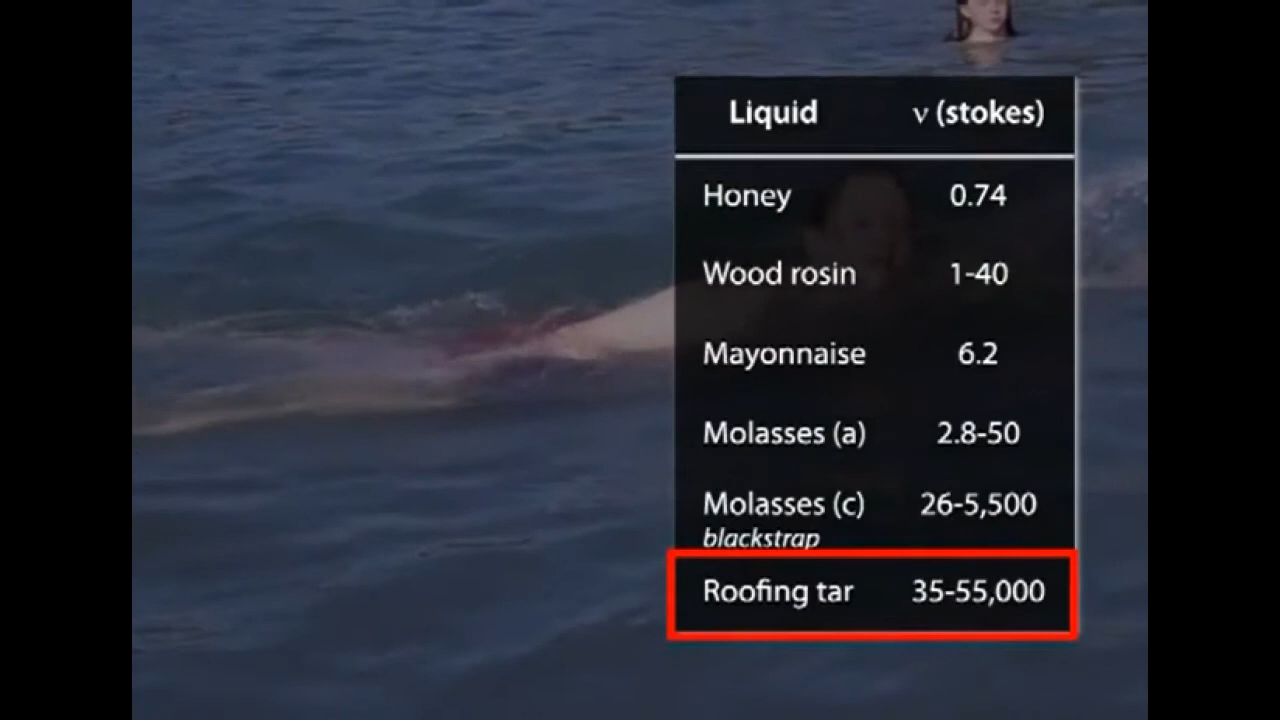 Liquid ν (stokes)
Honey 0.74
Wood rosin 1-40
Mayonnaise 6.2
Molasses (a) 2.8-50
Molasses (c) 26-5,500
blackstrap
Roofing tar 35-55,000